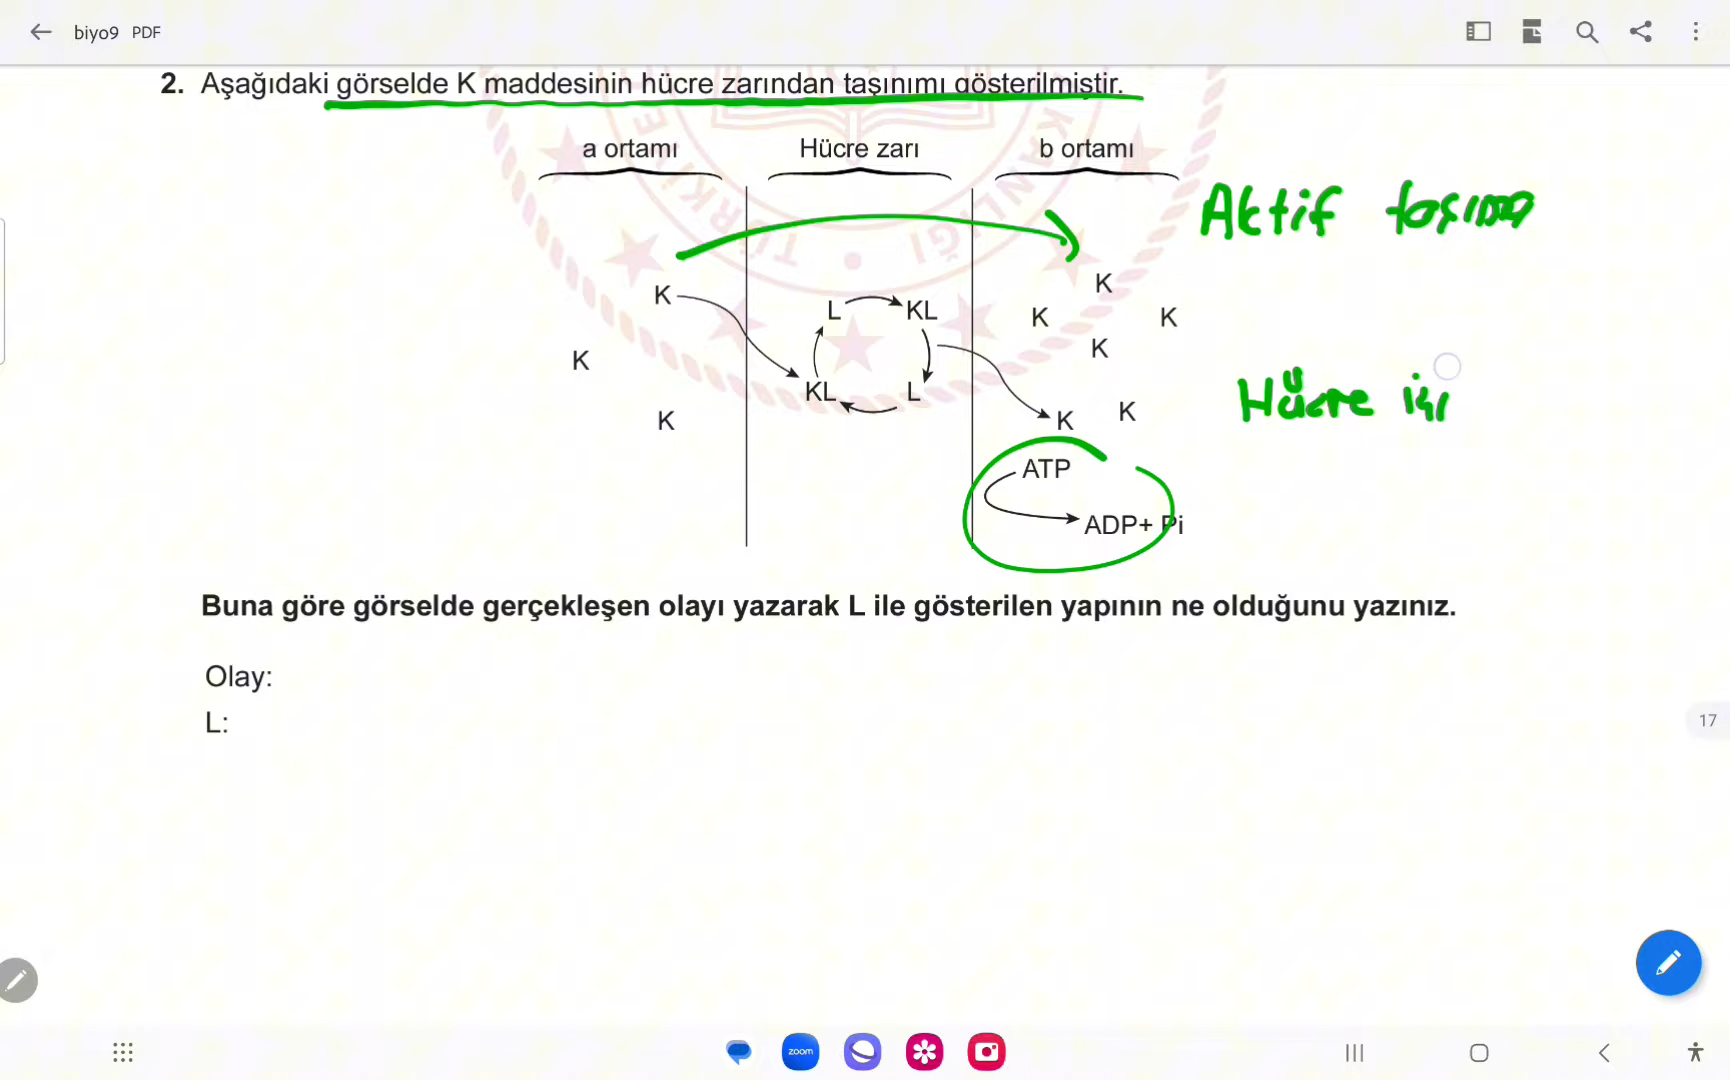 biyo9 PDF
2. Aşağıdaki görselde K maddesinin hücre zarından taşınımı gösterilmiştir.
a ortamı Hücre zarı b ortamı
Aktif taşıma
K
K L KL K K
K K
KL L Hücre içi
K K K
ATP
ADP+ Pi
Buna göre görselde gerçekleşen olayı yazarak L ile gösterilen yapının ne olduğunu yazınız.
Olay:
L:
17
zoom